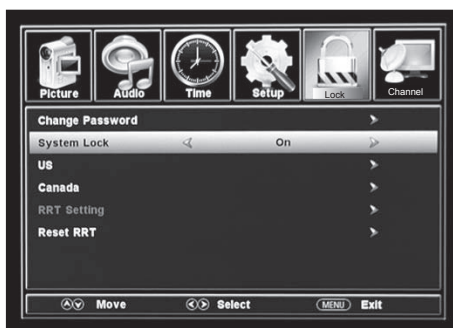 Picture Audio Time Setup Lock Channel
Change Password
System Lock On
US
Canada
RRT Setting
Reset RRT
Move Select MENU Exit